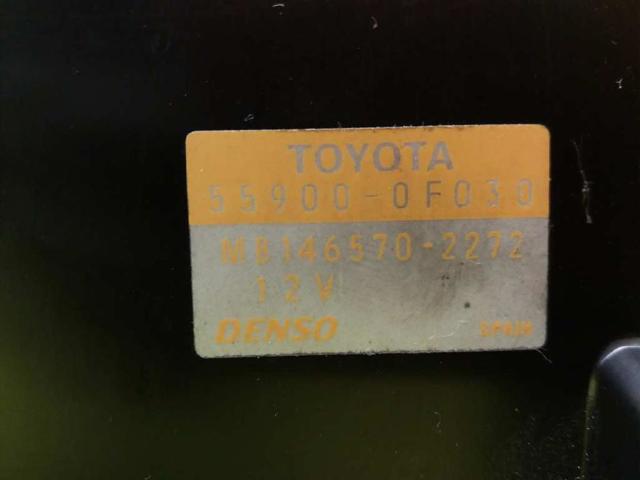 TOYOTA
55900-0F030
MB146570-2272
12V
DENSO SPAIN